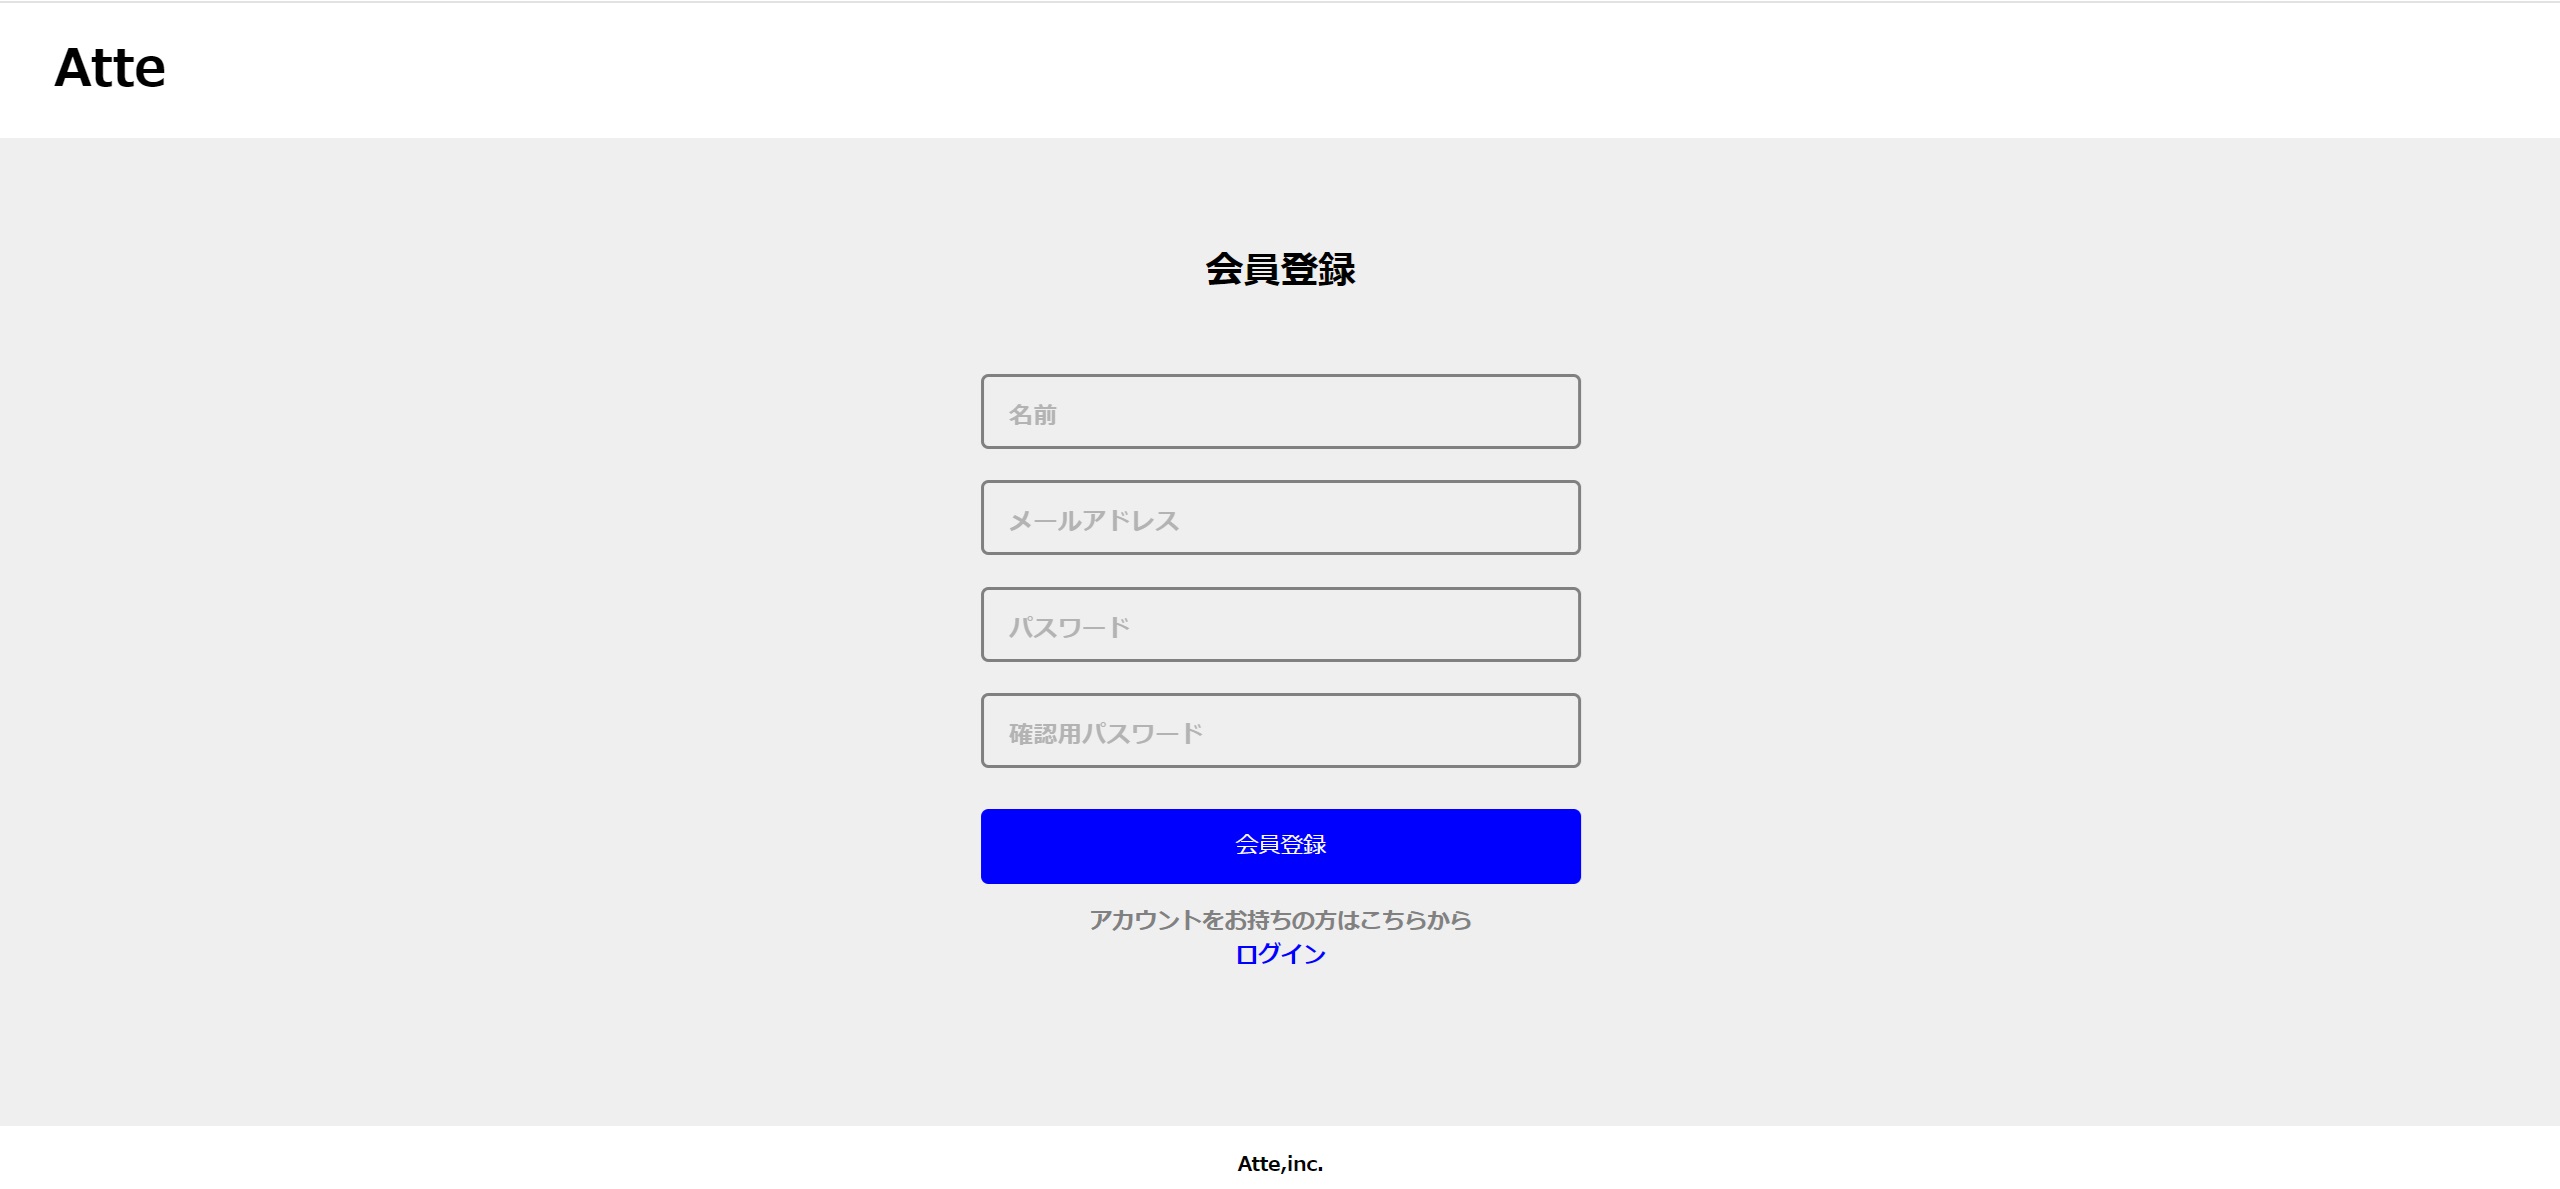 Atte
会員登録
名前
メールアドレス
パスワード
確認用パスワード
会員登録
アカウントをお持ちの方はこちらから
ログイン
Atte,inc.